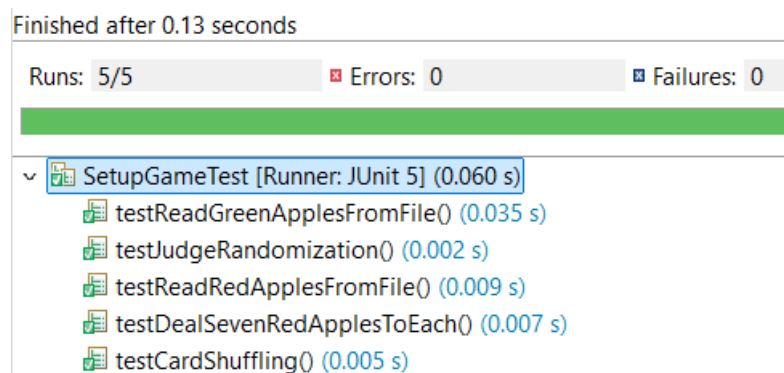 Finished after 0.13 seconds
Runs: 5/5 Errors: 0 Failures: 0
SetupGameTest [Runner: JUnit 5] (0.060 s)
testReadGreenApplesFromFile() (0.035 s)
testJudgeRandomization() (0.002 s)
testReadRedApplesFromFile() (0.009 s)
testDealSevenRedApplesToEach() (0.007 s)
testCardShuffling() (0.005 s)